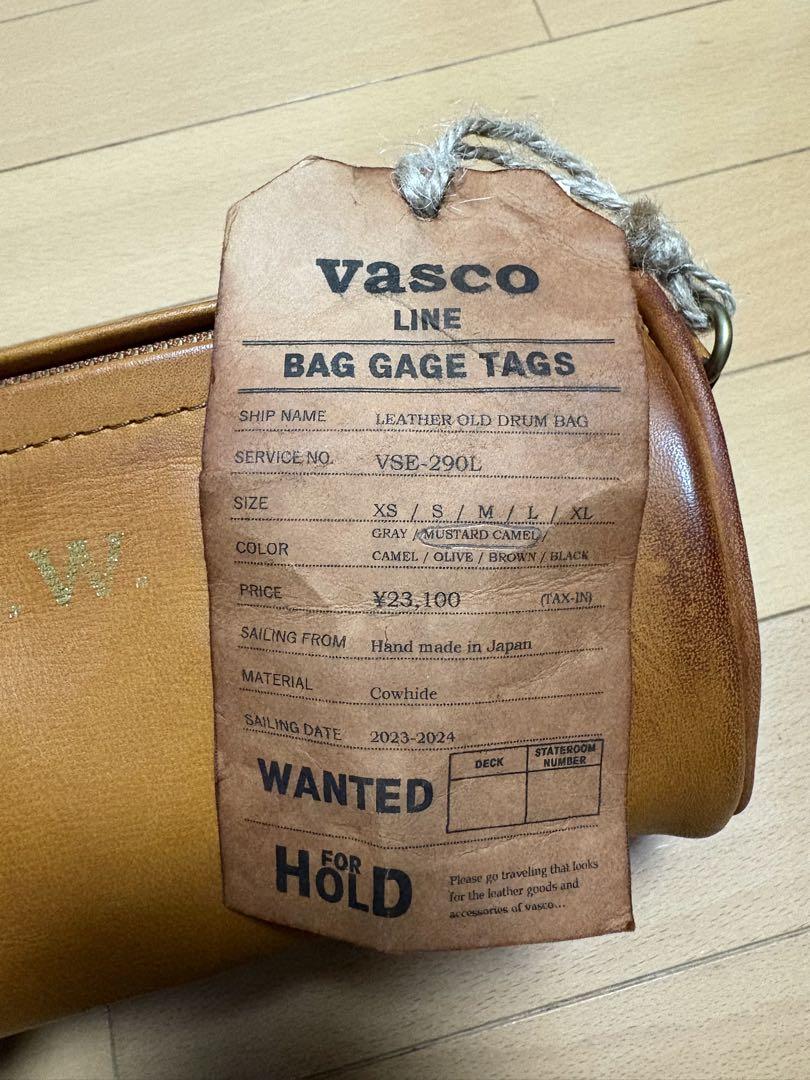 vasco
LINE
BAG GAGE TAGS
SHIP NAME LEATHER OLD DRUM BAG
SERVICE NO. VSE-290L
SIZE XS / S / M / L / XL
COLOR GRAY / MUSTARD CAMEL /
CAMEL / OLIVE / BROWN / BLACK
PRICE ¥23,100 (TAX-IN)
SAILING FROM Hand made in Japan
MATERIAL Cowhide
SAILING DATE 2023-2024
WANTED
DECK
STATEROOM
NUMBER
FOR
HOLD
Please go traveling that looks
for the leather goods and
accessories of vasco...
. W.